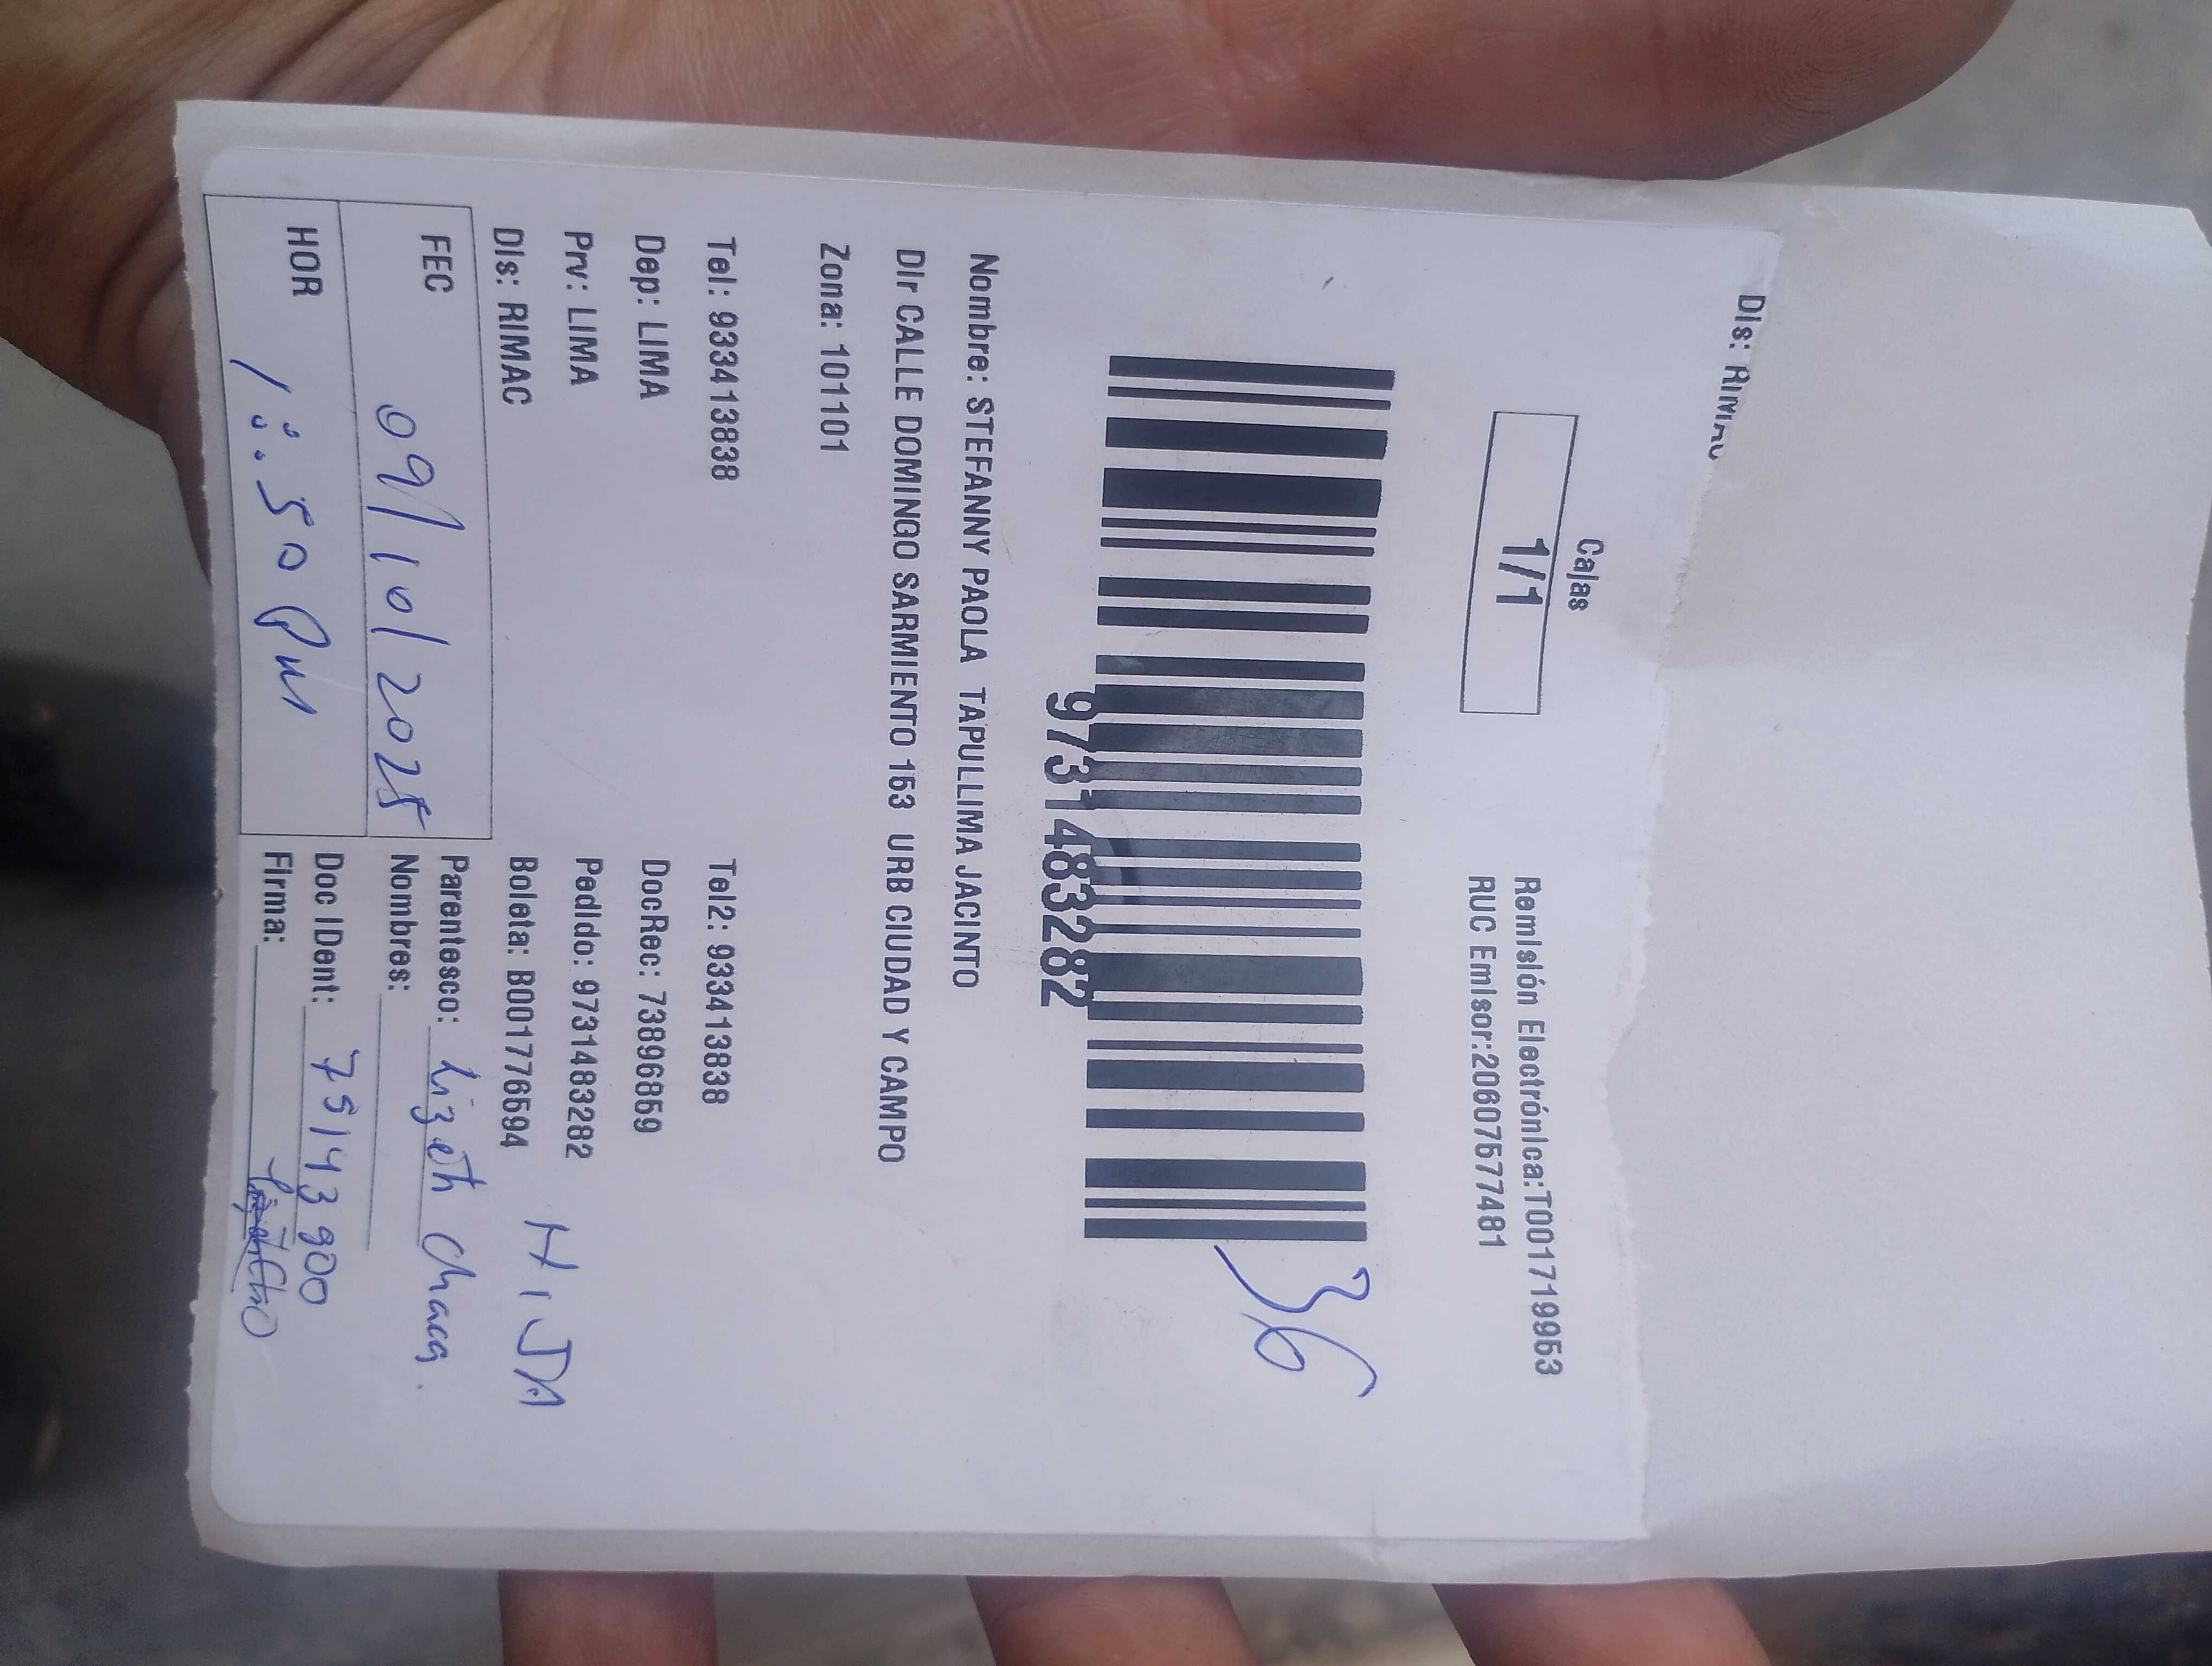 Dis: RIMAC
Cajas
1/1
Remisión Electrónica:T001719953
RUC Emisor:20607577481
36
9731483282
Nombre: STEFANNY PAOLA TAPULLIMA JACINTO
Dir CALLE DOMINGO SARMIENTO 153 URB CIUDAD Y CAMPO
Zona: 101101
Tel: 933413838 Tel2: 933413838
Dep: LIMA DocRec: 73896859
Prv: LIMA Pedido: 9731483282
Dis: RIMAC Boleta: B001776594
HIJA
FEC 09/10/2025
Parentesco: Lizeth Chaca.
Nombres:
HOR 1:50 Pm
Doc IDent: 75143900
Firma: